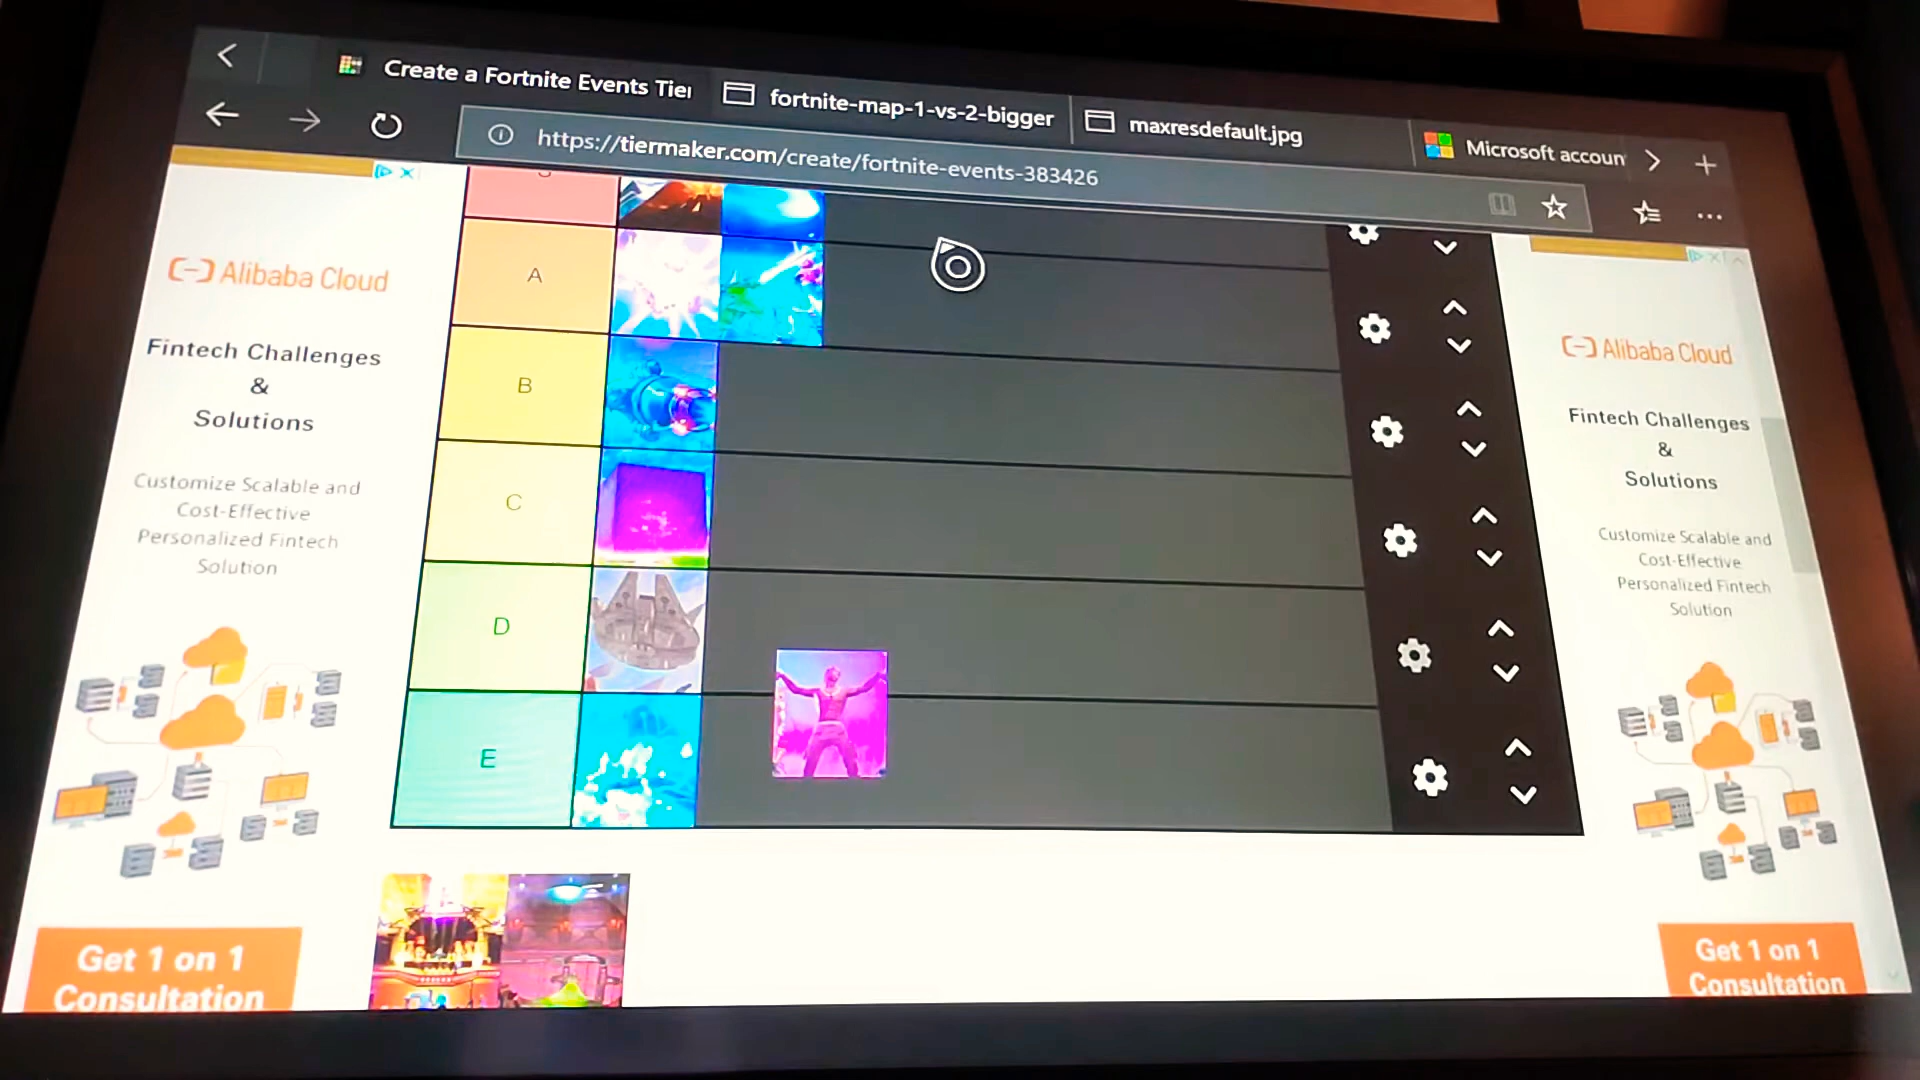 Create a Fortnite Events Tier
fortnite-map-1-vs-2-bigger
maxresdefault.jpg
Microsoft accoun
https://tiermaker.com/create/fortnite-events-383426
A
B
C
D
E
Alibaba Cloud
Fintech Challenges
&
Solutions
Customize Scalable and
Cost-Effective
Personalized Fintech
Solution
Get 1 on 1
Consultation
Alibaba Cloud
Fintech Challenges
&
Solutions
Customize Scalable and
Cost-Effective
Personalized Fintech
Solution
Get 1 on 1
Consultation